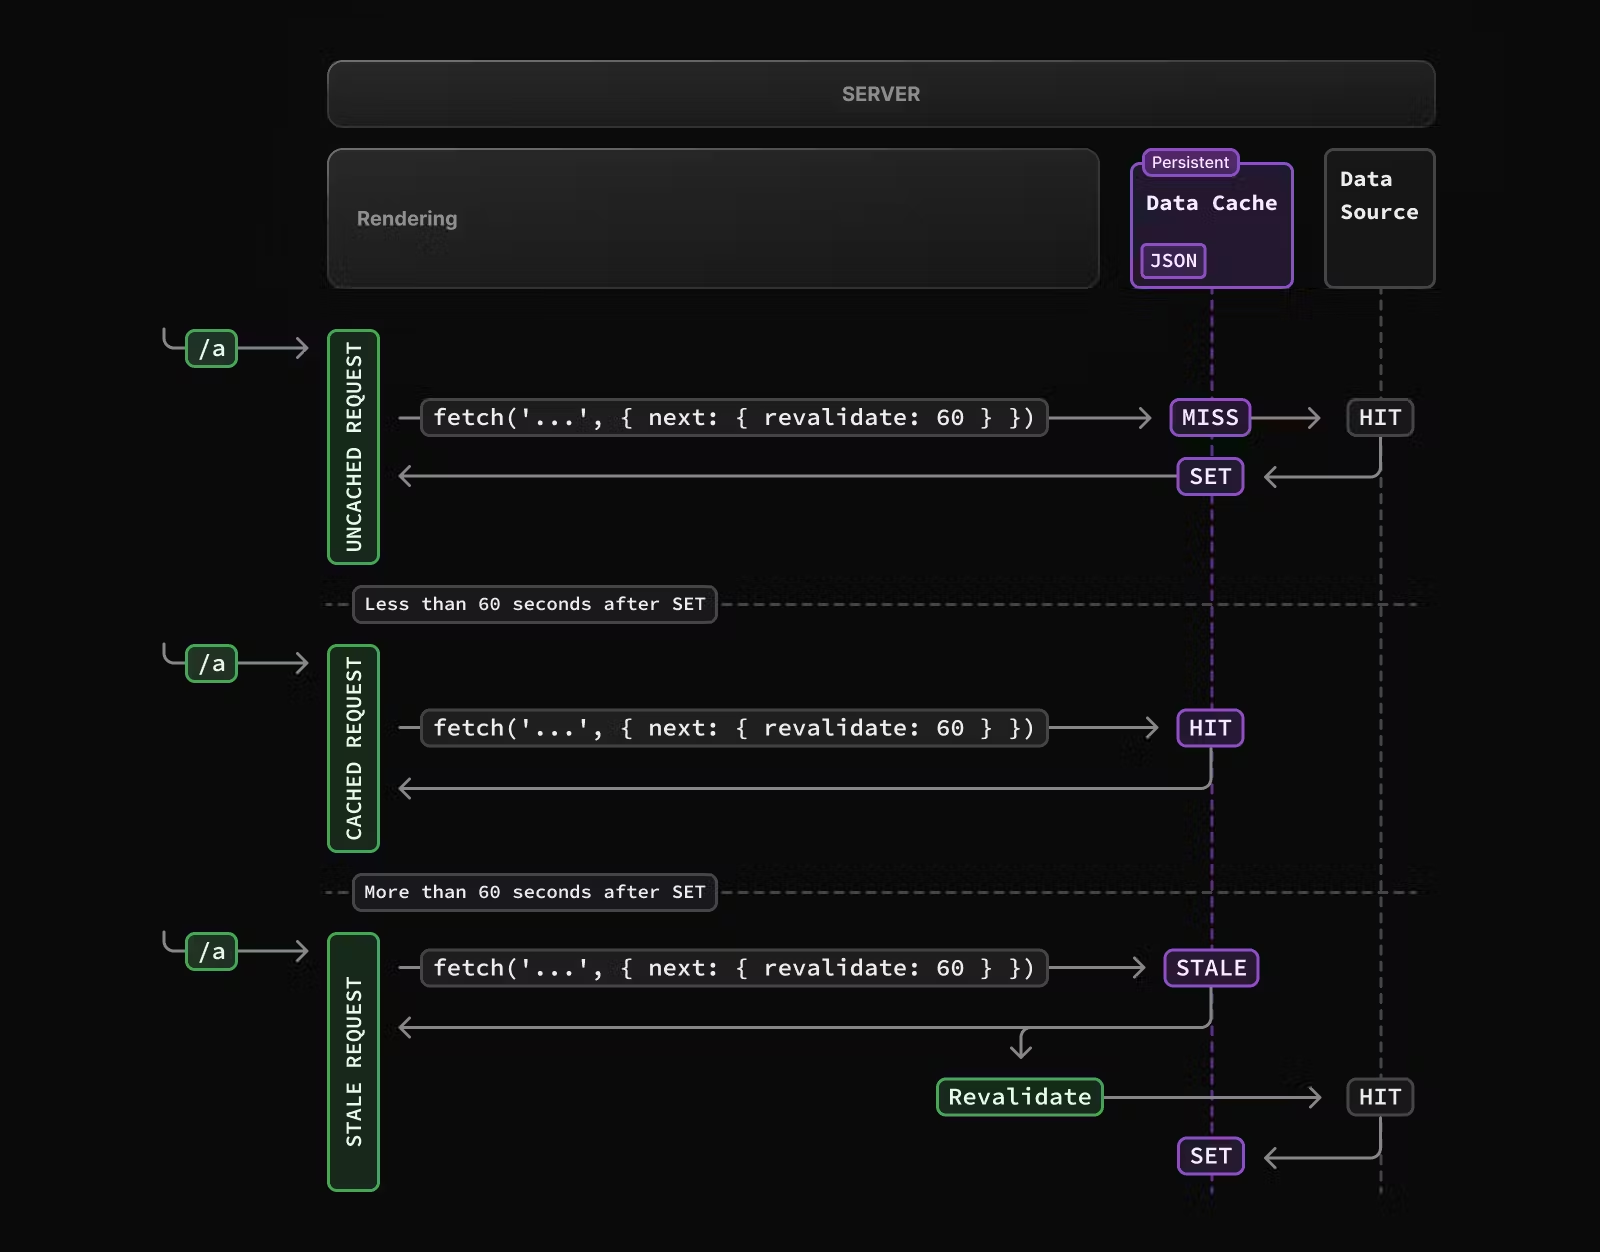 SERVER
Rendering
Persistent
Data Cache
JSON
Data
Source
/a
UNCACHED REQUEST
fetch('...', { next: { revalidate: 60 } })
MISS
HIT
SET
Less than 60 seconds after SET
/a
CACHED REQUEST
fetch('...', { next: { revalidate: 60 } })
HIT
More than 60 seconds after SET
/a
STALE REQUEST
fetch('...', { next: { revalidate: 60 } })
STALE
Revalidate
HIT
SET